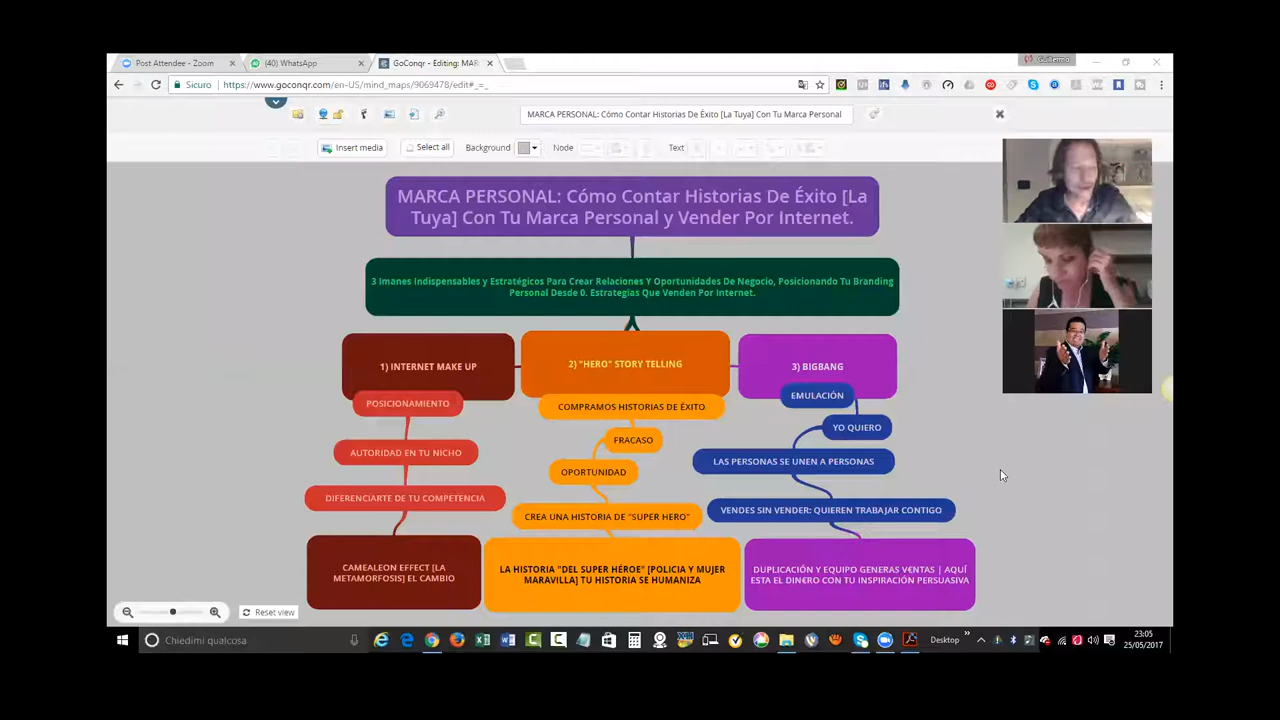 Post Attendee - Zoom
(40) WhatsApp
GoConqr - Editing: MAR
Guillermo
Sicuro
https://www.goconqr.com/en-US/mind_maps/9069478/edit#_=_
MARCA PERSONAL: Cómo Contar Historias De Éxito [La Tuya] Con Tu Marca Personal
Insert media
Select all
Background
Node
Text
MARCA PERSONAL: Cómo Contar Historias De Éxito [La
Tuya] Con Tu Marca Personal y Vender Por Internet.
3 Imanes Indispensables y Estratégicos Para Crear Relaciones Y Oportunidades De Negocio, Posicionando Tu Branding
Personal Desde 0. Estrategias Que Venden Por Internet.
1) INTERNET MAKE UP
POSICIONAMIENTO
AUTORIDAD EN TU NICHO
DIFERENCIARTE DE TU COMPETENCIA
CAMEALEON EFFECT [LA
METAMORFOSIS] EL CAMBIO
2) "HERO" STORY TELLING
COMPRAMOS HISTORIAS DE ÉXITO
FRACASO
OPORTUNIDAD
CREA UNA HISTORIA DE "SUPER HERO"
LA HISTORIA "DEL SUPER HÉROE" [POLICIA Y MUJER
MARAVILLA] TU HISTORIA SE HUMANIZA
3) BIGBANG
EMULACIÓN
YO QUIERO
LAS PERSONAS SE UNEN A PERSONAS
VENDES SIN VENDER: QUIEREN TRABAJAR CONTIGO
DUPLICACIÓN Y EQUIPO GENERAS V€NTAS | AQUÍ
ESTA EL DIN€RO CON TU INSPIRACIÓN PERSUASIVA
Reset view
Chiedimi qualcosa
Desktop
23:05
25/05/2017